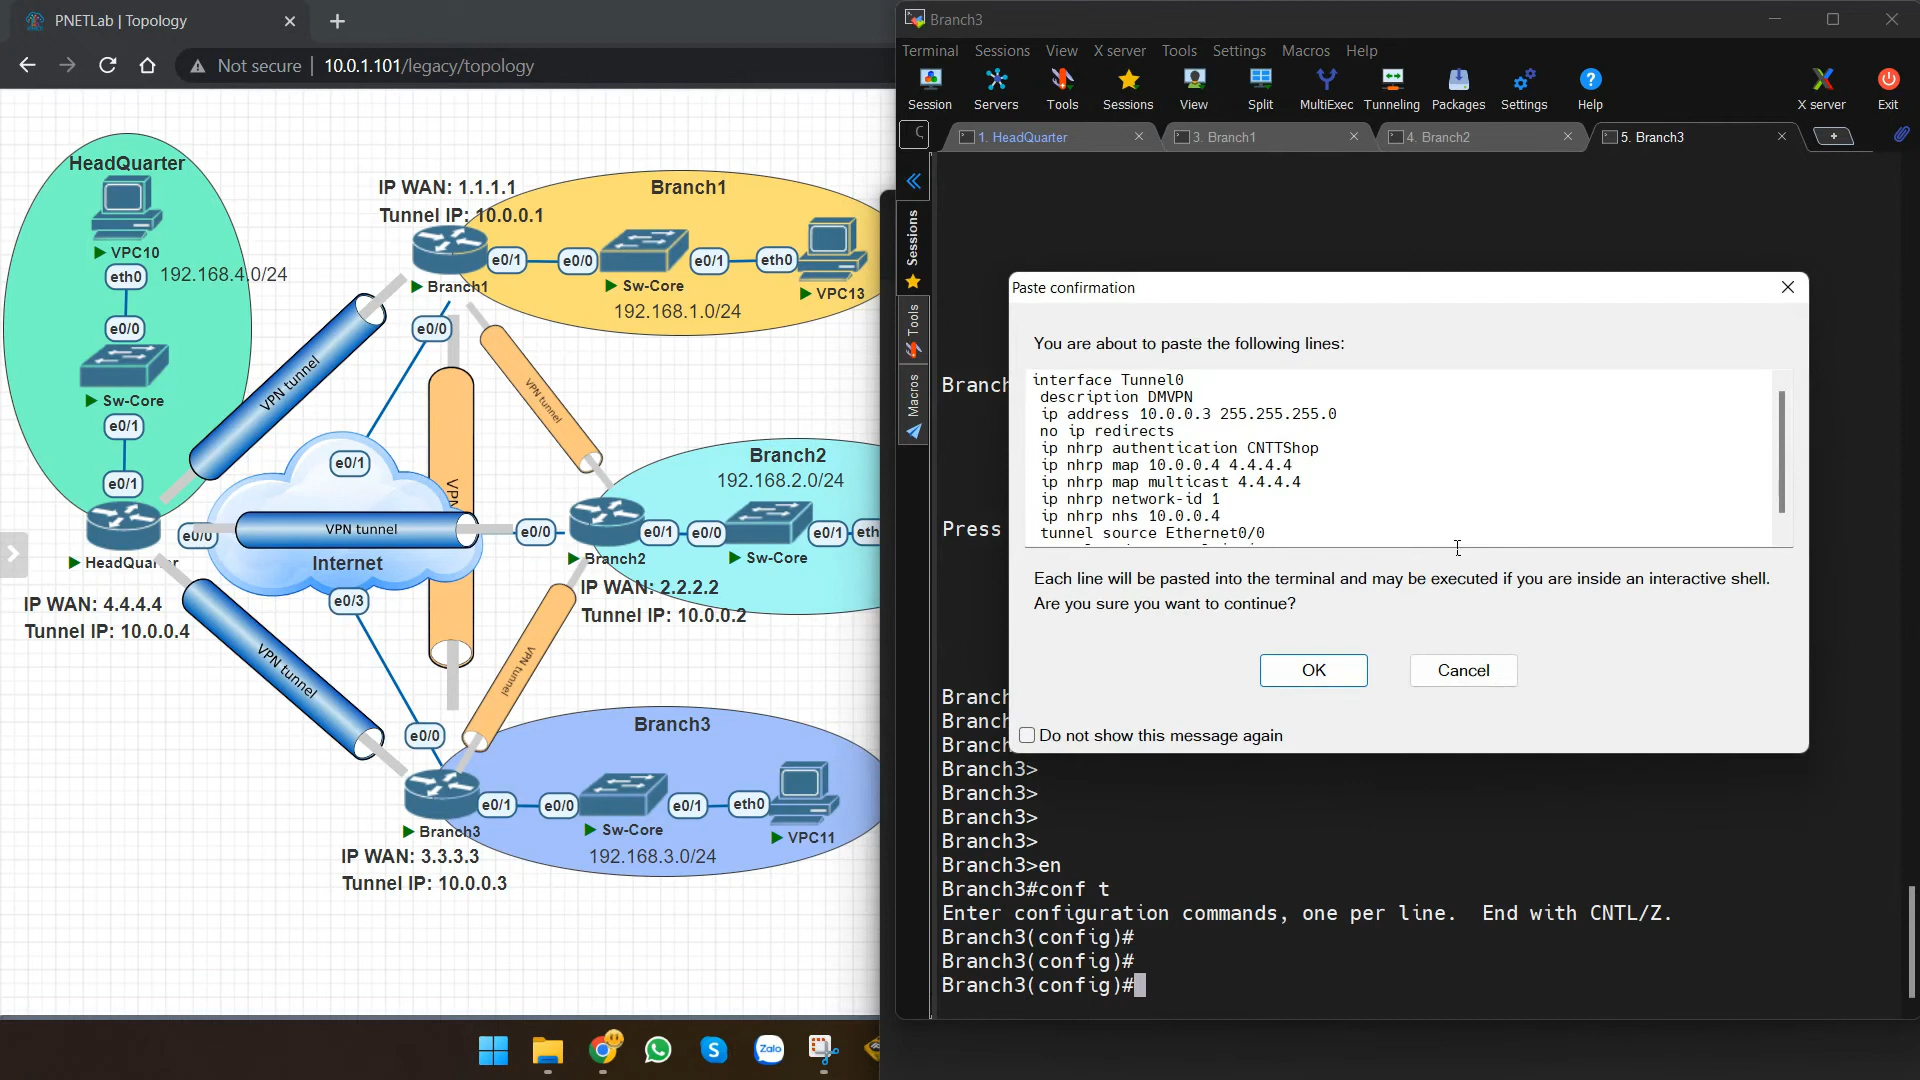 PNETLab | Topology
Not secure
10.0.1.101/legacy/topology
HeadQuarter
VPC10
eth0
192.168.4.0/24
e0/0
Sw-Core
e0/1
e0/1
HeadQuarter
e0/0
IP WAN: 4.4.4.4
Tunnel IP: 10.0.0.4
IP WAN: 1.1.1.1
Tunnel IP: 10.0.0.1
Branch1
e0/1
e0/0
e0/1
eth0
Branch1
Sw-Core
VPC13
192.168.1.0/24
e0/0
VPN tunnel
VPN tunnel
e0/1
VPN
VPN tunnel
Internet
e0/3
e0/0
Branch2
192.168.2.0/24
e0/1
e0/0
e0/1
eth
Branch2
Sw-Core
IP WAN: 2.2.2.2
Tunnel IP: 10.0.0.2
VPN tunnel
VPN tunnel
e0/0
Branch3
e0/1
e0/0
e0/1
eth0
Branch3
Sw-Core
VPC11
192.168.3.0/24
IP WAN: 3.3.3.3
Tunnel IP: 10.0.0.3
Zalo
Branch3
Terminal Sessions View X server Tools Settings Macros Help
Session Servers Tools Sessions View Split MultiExec Tunneling Packages Settings Help X server Exit
1. HeadQuarter
3. Branch1
4. Branch2
5. Branch3
Sessions
Tools
Macros
Branch
Press
Paste confirmation
You are about to paste the following lines:
interface Tunnel0
description DMVPN
ip address 10.0.0.3 255.255.255.0
no ip redirects
ip nhrp authentication CNTTShop
ip nhrp map 10.0.0.4 4.4.4.4
ip nhrp map multicast 4.4.4.4
ip nhrp network-id 1
ip nhrp nhs 10.0.0.4
tunnel source Ethernet0/0
Each line will be pasted into the terminal and may be executed if you are inside an interactive shell.
Are you sure you want to continue?
OK
Cancel
Do not show this message again
Branch
Branch
Branch
Branch3>
Branch3>
Branch3>
Branch3>
Branch3>en
Branch3#conf t
Enter configuration commands, one per line. End with CNTL/Z.
Branch3(config)#
Branch3(config)#
Branch3(config)#